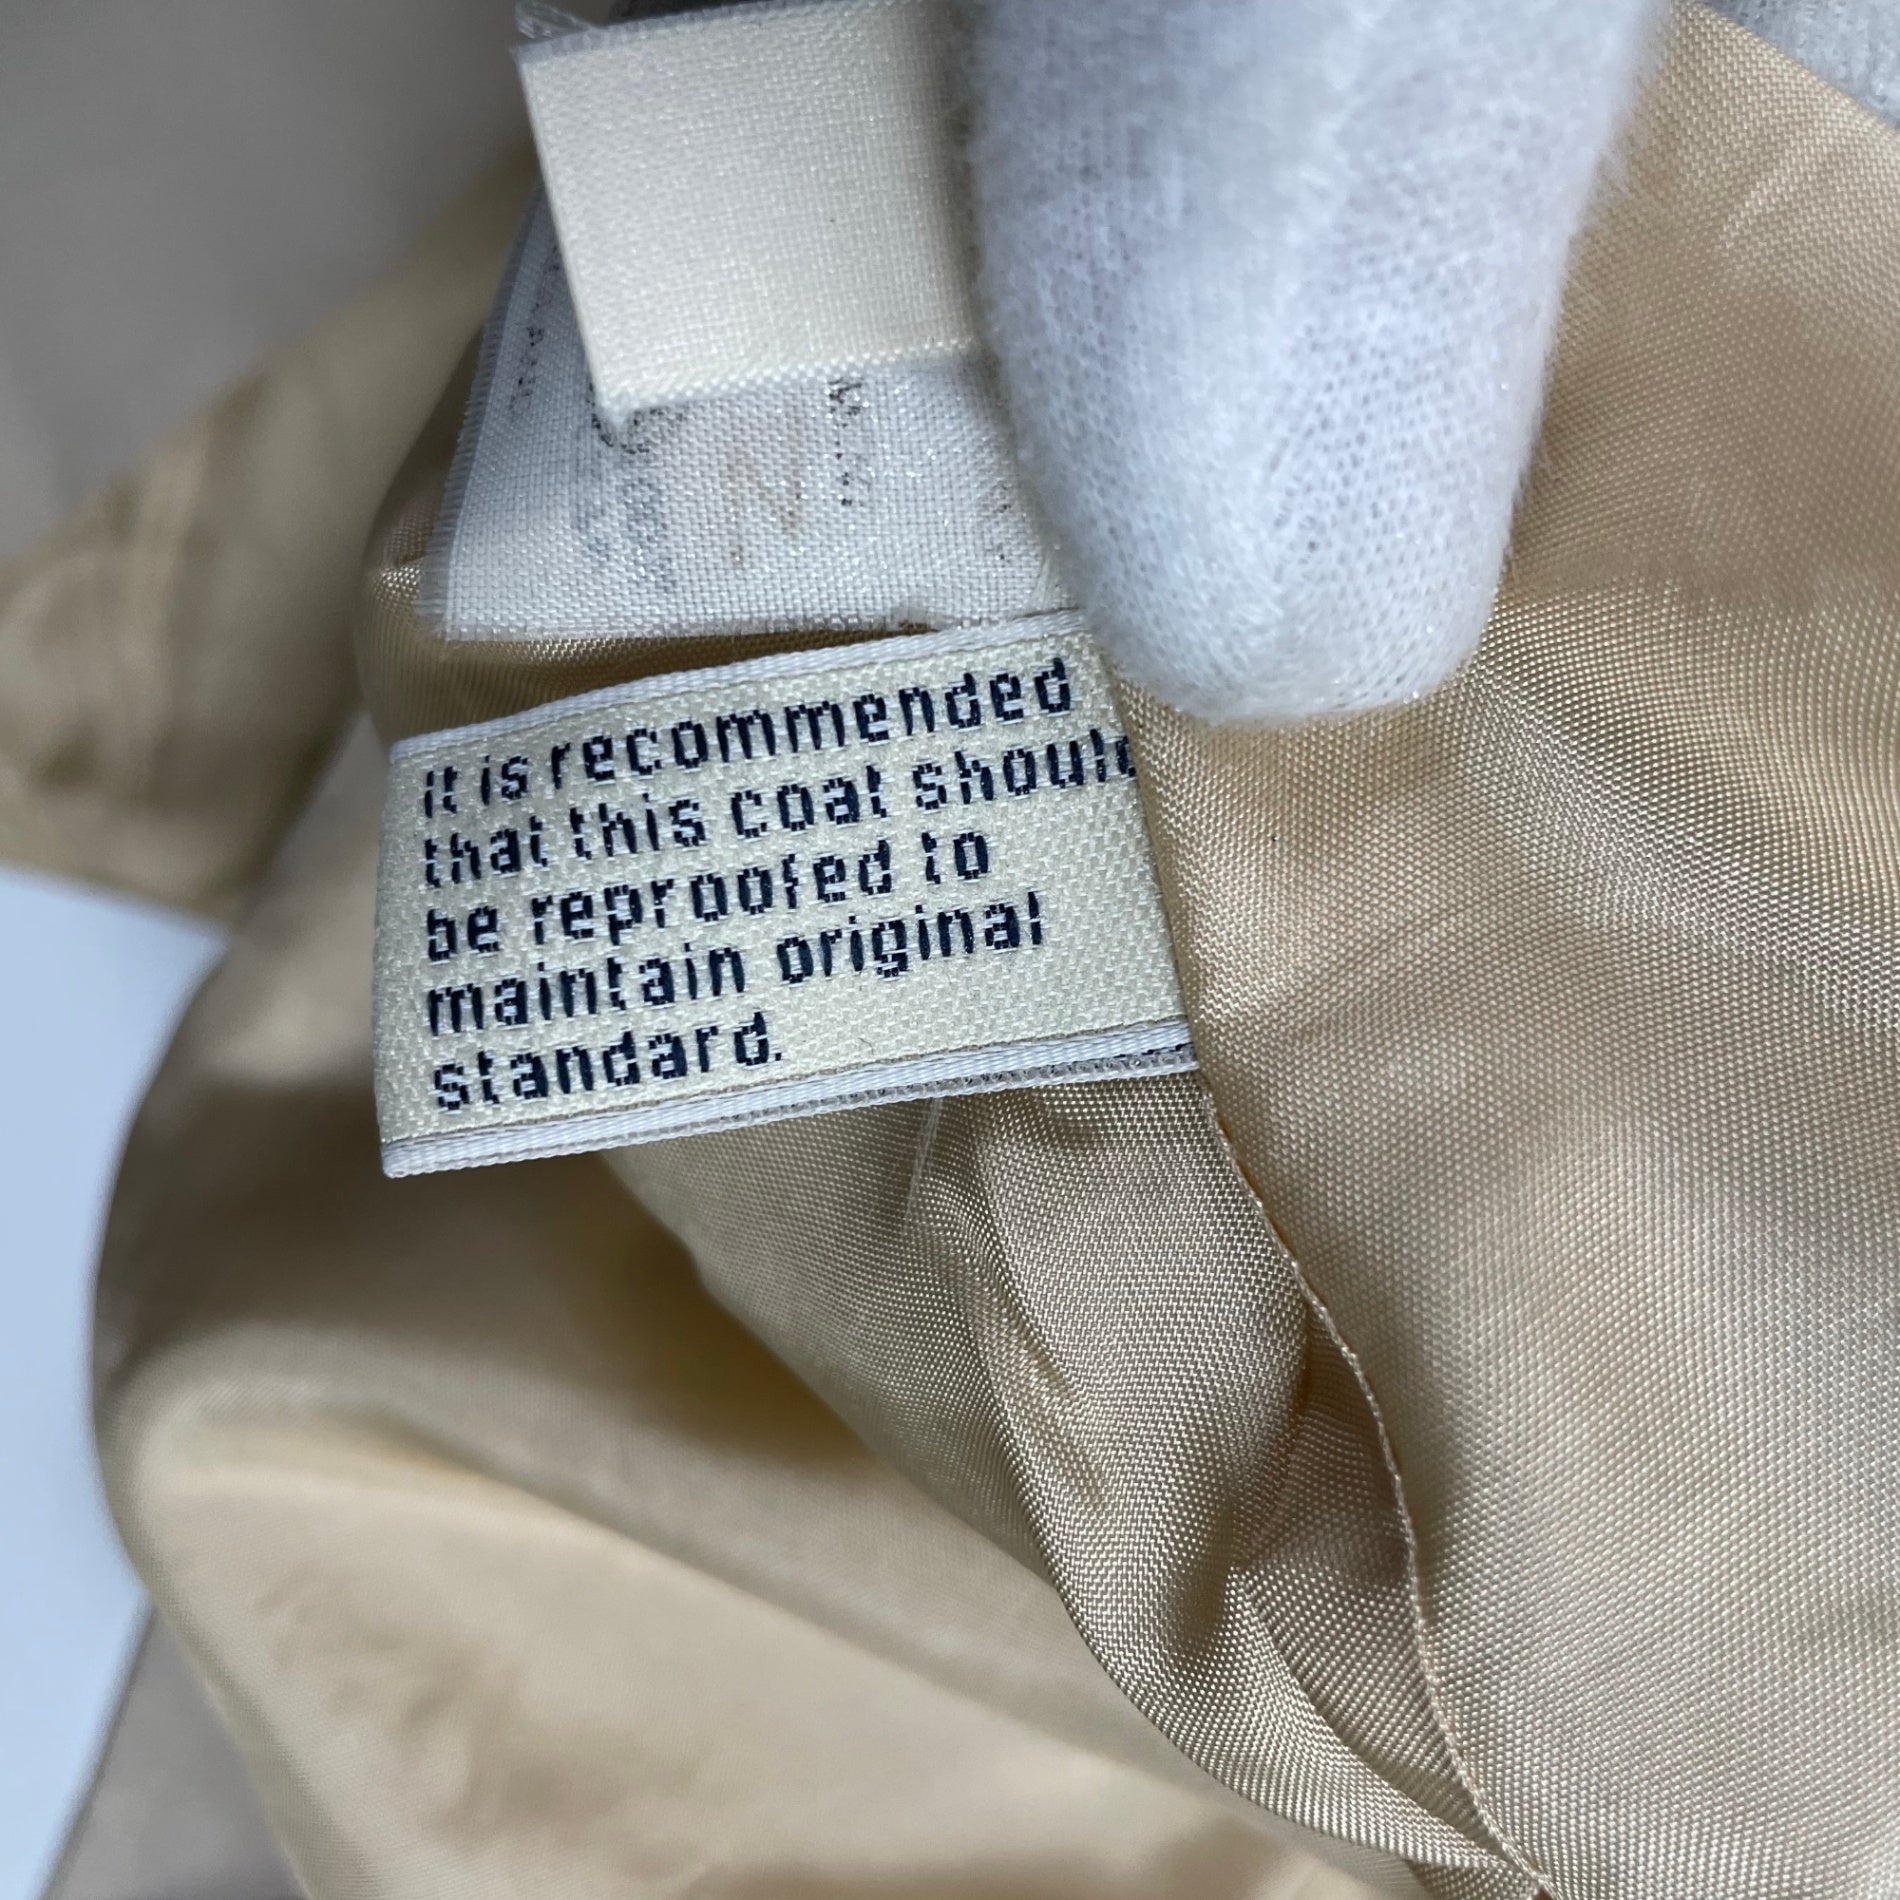 it is recommended
that this coat should
be reproofed to
maintain original
standard.